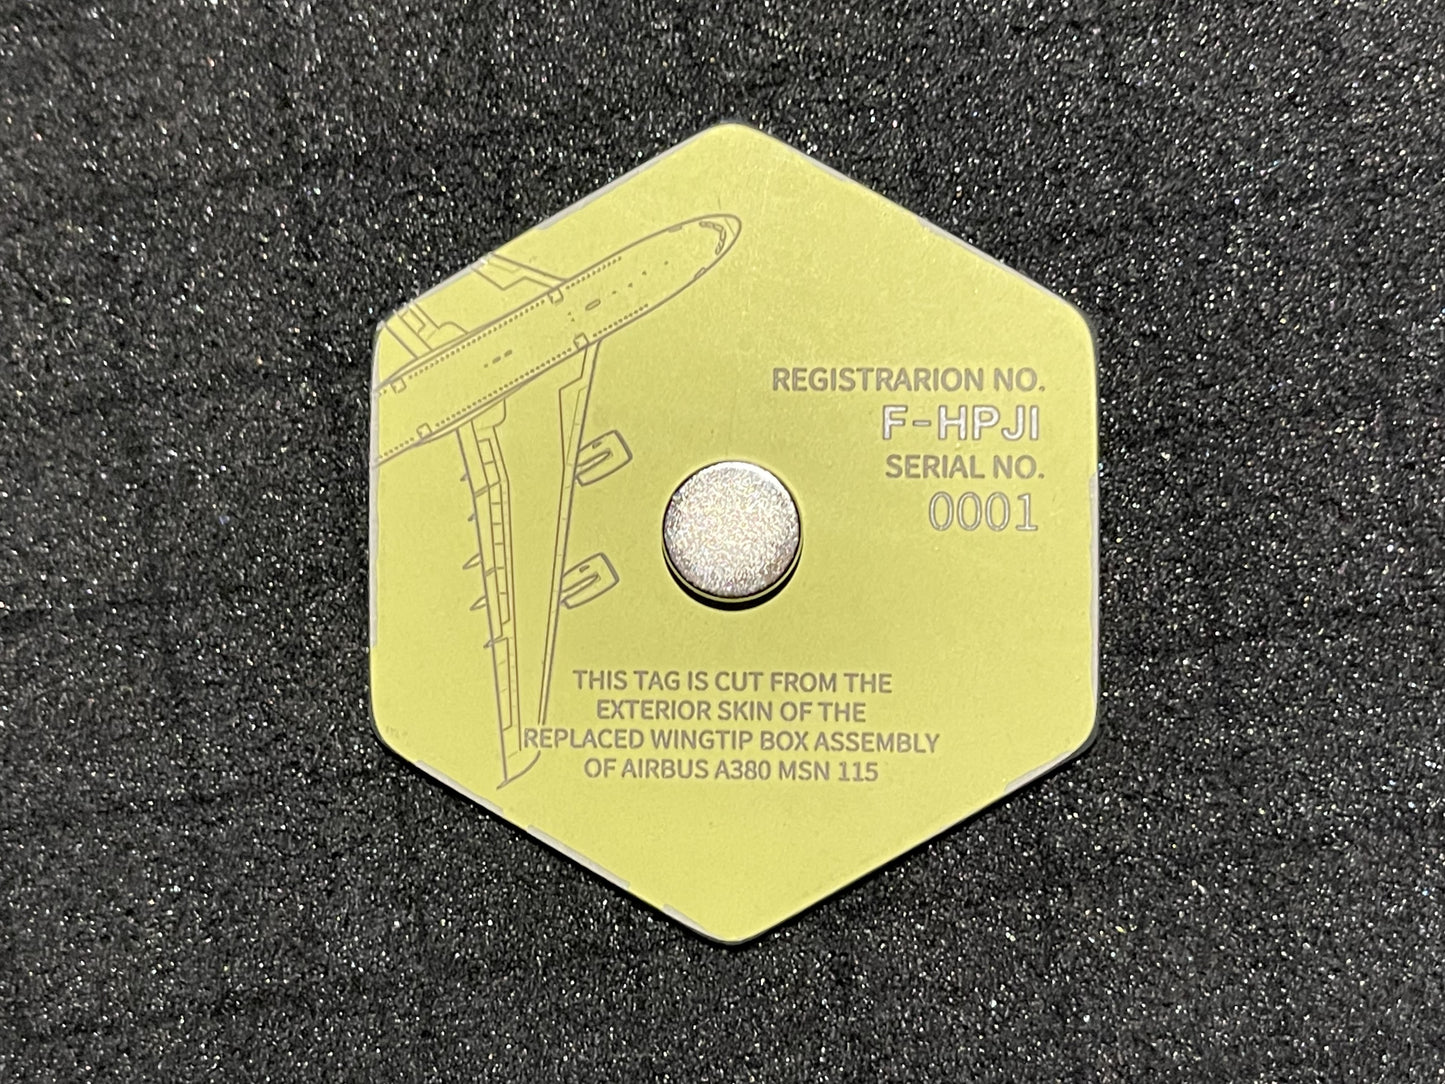 REGISTRARION NO.
F-HPJI
SERIAL NO.
0001
THIS TAG IS CUT FROM THE
EXTERIOR SKIN OF THE
REPLACED WINGTIP BOX ASSEMBLY
OF AIRBUS A380 MSN 115